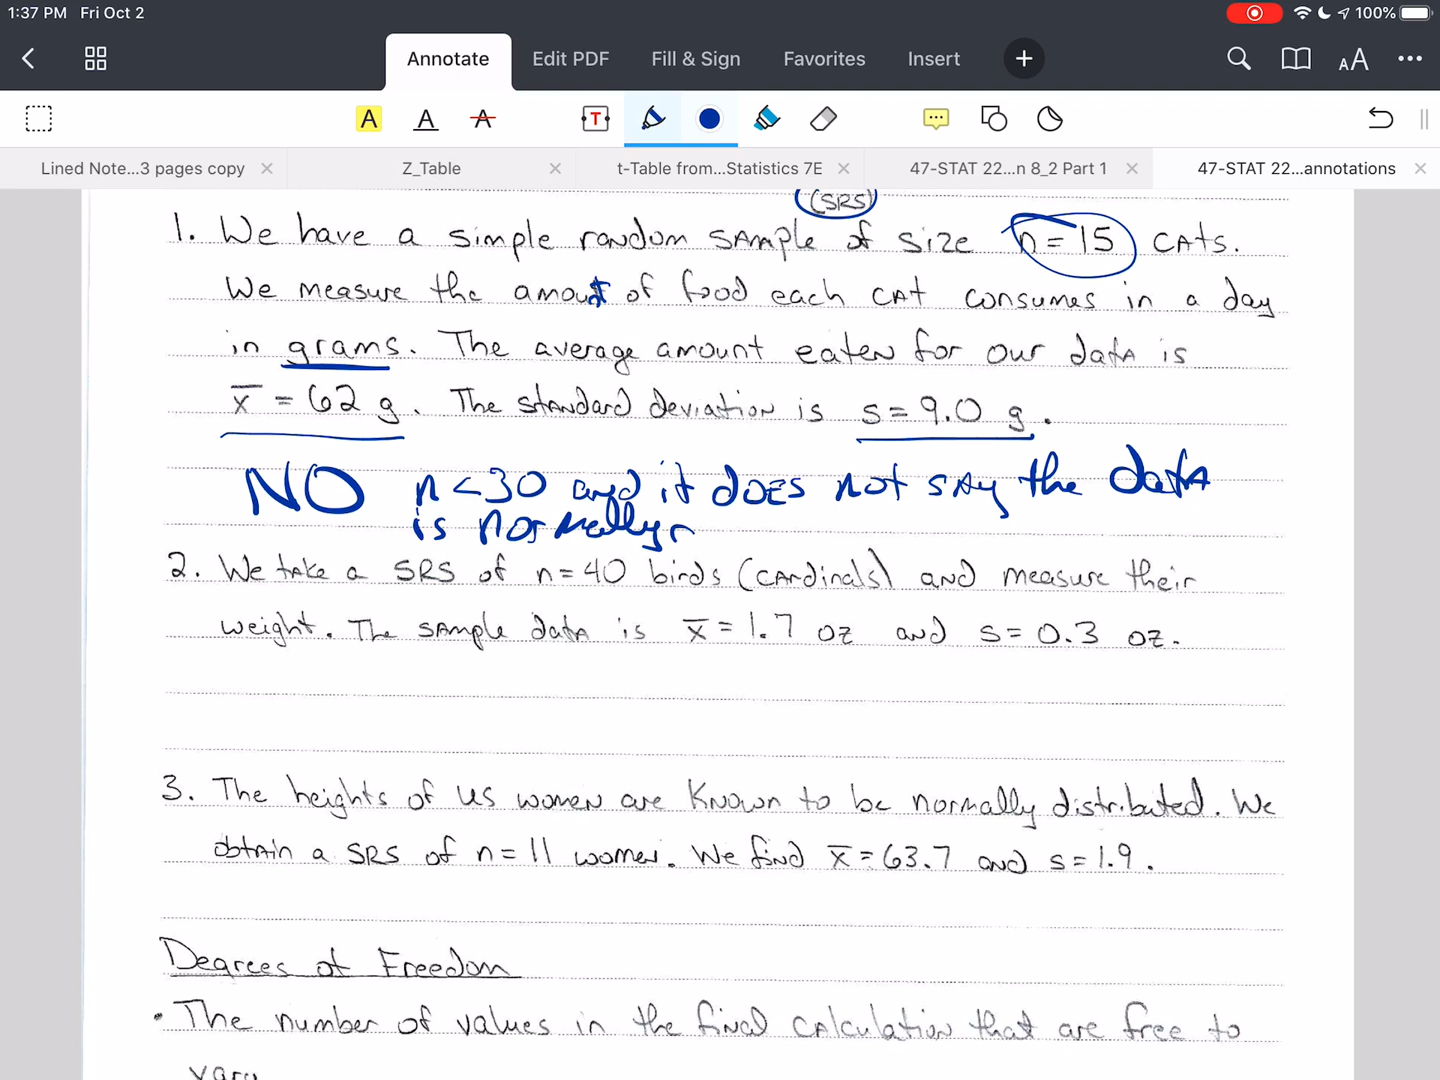 1:37 PM Fri Oct 2
100%
Annotate Edit PDF Fill & Sign Favorites Insert
AA
A A A T
Lined Note...3 pages copy Z_Table t-Table from...Statistics 7E 47-STAT 22...n 8_2 Part 1 47-STAT 22...annotations
(SRS)
1. We have a simple random sample of size n = 15 cats.
We measure the amout of food each cat consumes in a day
in grams. The average amount eaten for our data is
x̄ = 62 g. The standard deviation is s = 9.0 g.
NO n < 30 and it DOES not say the data
is normally
2. We take a SRS of n = 40 birds (cardinals) and measure their
weight. The sample data is x̄ = 1.7 oz and s = 0.3 oz.
3. The heights of US women are known to be normally distributed. We
obtain a SRS of n = 11 women. We find x̄ = 63.7 and s = 1.9.
Degrees of Freedom
• The number of values in the final calculation that are free to
vary